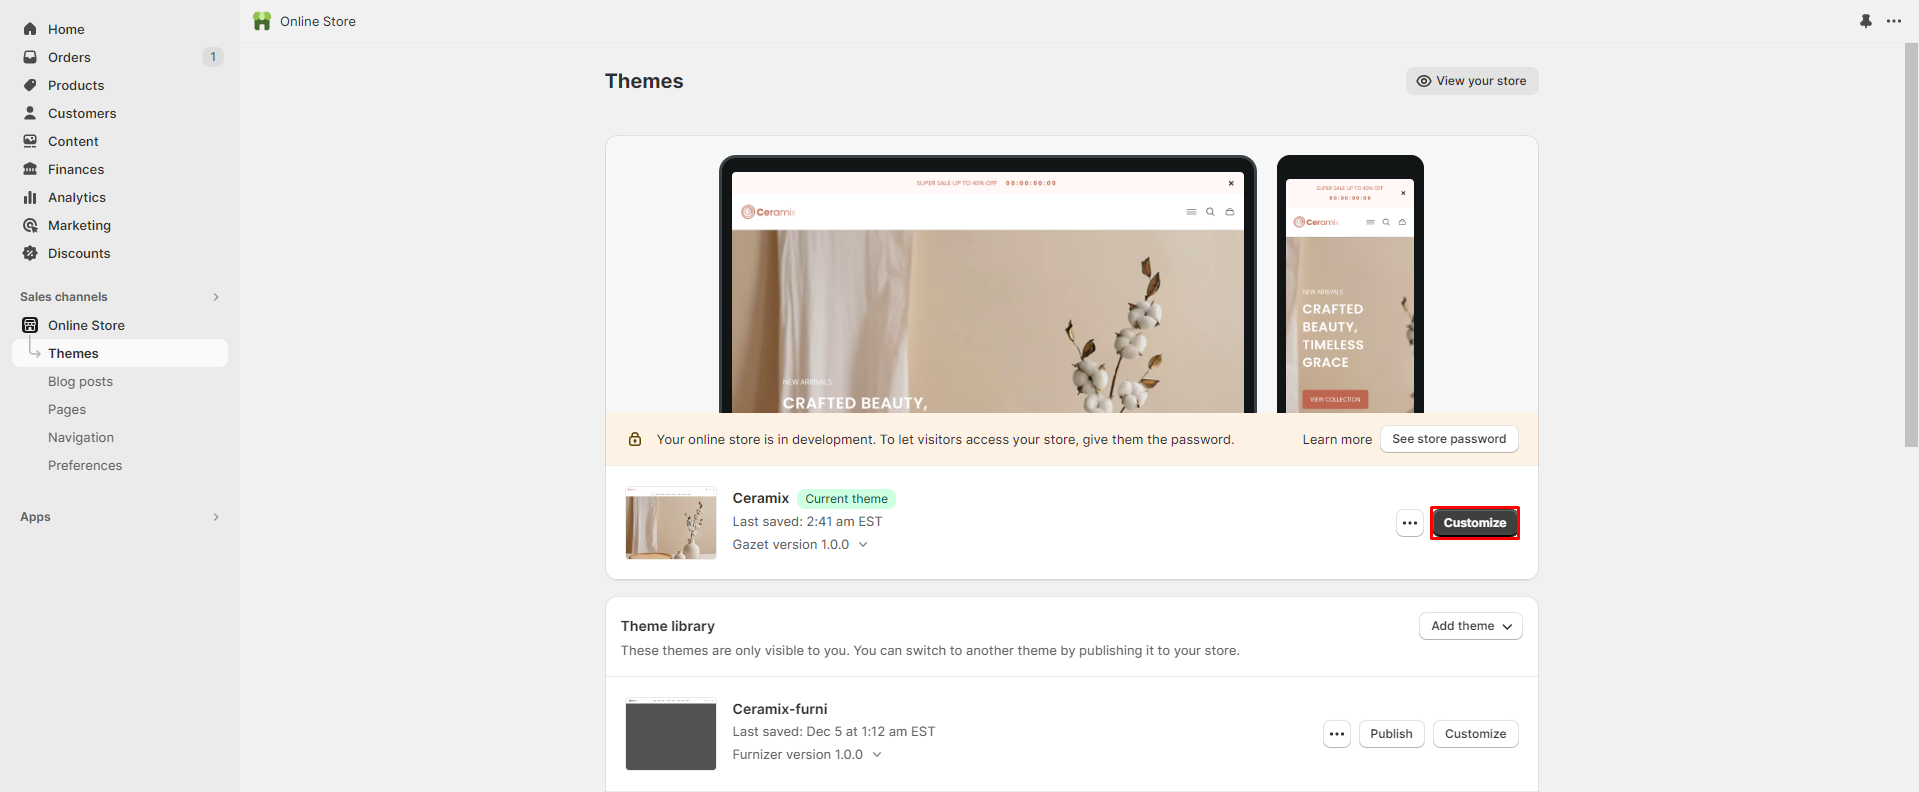 Home
Orders 1
Products
Customers
Content
Finances
Analytics
Marketing
Discounts
Sales channels
Online Store
Themes
Blog posts
Pages
Navigation
Preferences
Apps
Online Store
Themes
View your store
SUPER SALE UP TO 40% OFF 00:00:00:00
Ceramix
NEW ARRIVALS
CRAFTED BEAUTY,
SUPER SALE UP TO 40% OFF
00:00:00:00
Ceramix
NEW ARRIVALS
CRAFTED
BEAUTY,
TIMELESS
GRACE
VIEW COLLECTION
Your online store is in development. To let visitors access your store, give them the password. Learn more See store password
Ceramix Current theme
Last saved: 2:41 am EST
Gazet version 1.0.0
Customize
Theme library
Add theme
These themes are only visible to you. You can switch to another theme by publishing it to your store.
Ceramix-furni
Last saved: Dec 5 at 1:12 am EST
Furnizer version 1.0.0
Publish
Customize